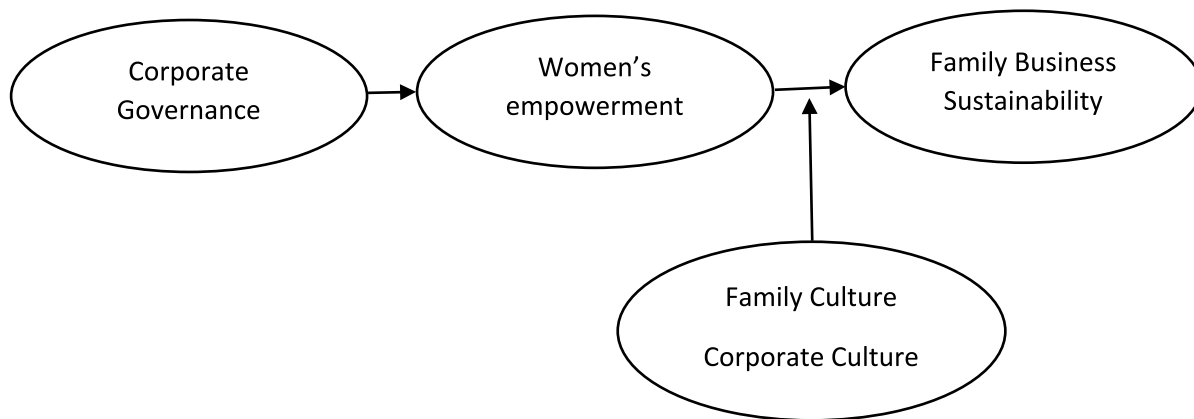 Corporate
Governance
Women’s
empowerment
Family Business
Sustainability
Family Culture
Corporate Culture